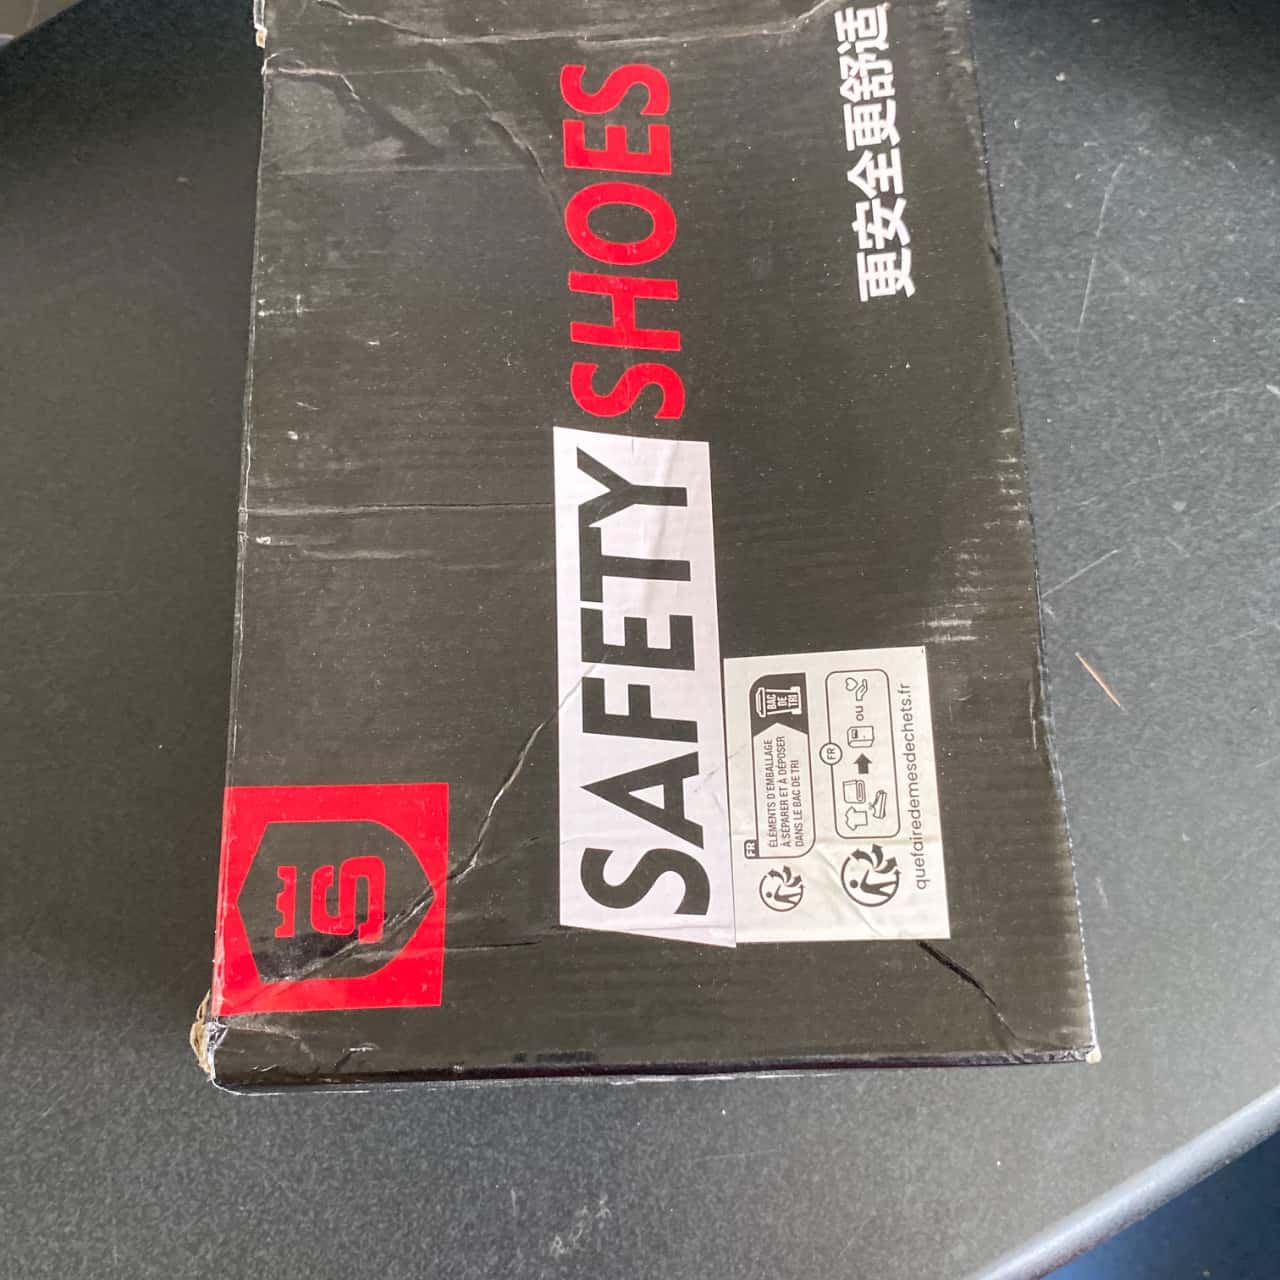 SAFETY SHOES
更安全更舒适
FR
ÉLÉMENTS D'EMBALLAGE
À SÉPARER ET À DÉPOSER
DANS LE BAC DE TRI
BAC
DE
TRI
FR
ou
quefairedemesdechets.fr